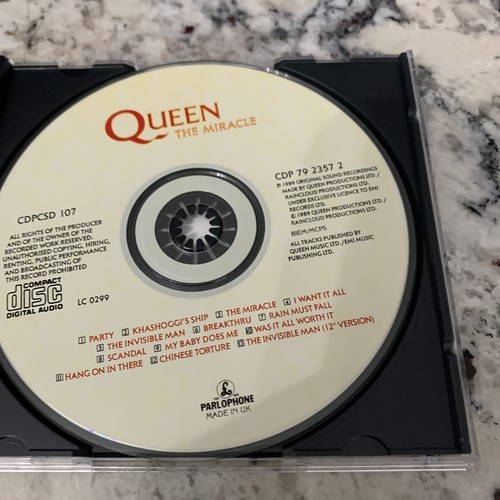 QUEEN
THE MIRACLE
CDPCSD 107
ALL RIGHTS OF THE PRODUCER
AND OF THE OWNER OF THE
RECORDED WORK RESERVED.
UNAUTHORISED COPYING, HIRING,
RENTING, PUBLIC PERFORMANCE
AND BROADCASTING OF
THIS RECORD PROHIBITED
COMPACT
disc
DIGITAL AUDIO
LC 0299
CDP 79 2357 2
℗ 1989 ORIGINAL SOUND RECORDINGS
MADE BY QUEEN PRODUCTIONS LTD./
RAINCLOUD PRODUCTIONS LTD.
UNDER EXCLUSIVE LICENCE TO EMI
RECORDS LTD.
© 1989 QUEEN PRODUCTIONS LTD./
RAINCLOUD PRODUCTIONS LTD.
BIEM/MCPS
ALL TRACKS PUBLISHED BY
QUEEN MUSIC LTD./EMI MUSIC
PUBLISHING LTD.
1 PARTY 2 KHASHOGGI'S SHIP 3 THE MIRACLE 4 I WANT IT ALL
5 THE INVISIBLE MAN 6 BREAKTHRU 7 RAIN MUST FALL
8 SCANDAL 9 MY BABY DOES ME 10 WAS IT ALL WORTH IT
11 HANG ON IN THERE 12 CHINESE TORTURE 13 THE INVISIBLE MAN (12" VERSION)
PARLOPHONE
MADE IN UK